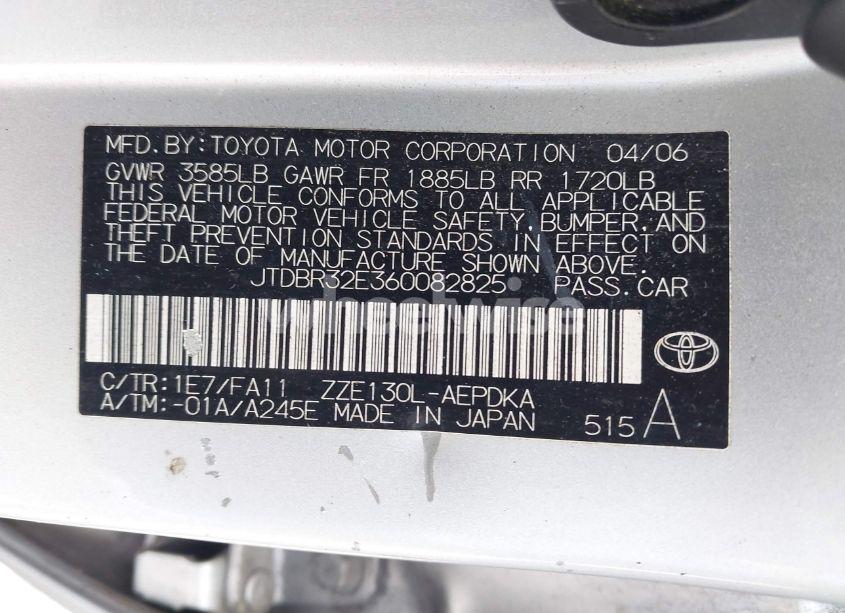 MFD.BY:TOYOTA MOTOR CORPORATION 04/06
GVWR 3585LB GAWR FR 1885LB RR 1720LB
THIS VEHICLE CONFORMS TO ALL APPLICABLE
FEDERAL MOTOR VEHICLE SAFETY,BUMPER,AND
THEFT PREVENTION STANDARDS IN EFFECT ON
THE DATE OF MANUFACTURE SHOWN ABOVE.
JTDBR32E360082825 PASS.CAR
wheelwise
C/TR:1E7/FA11 ZZE130L-AEPDKA
A/TM:-01A/A245E MADE IN JAPAN
515 A